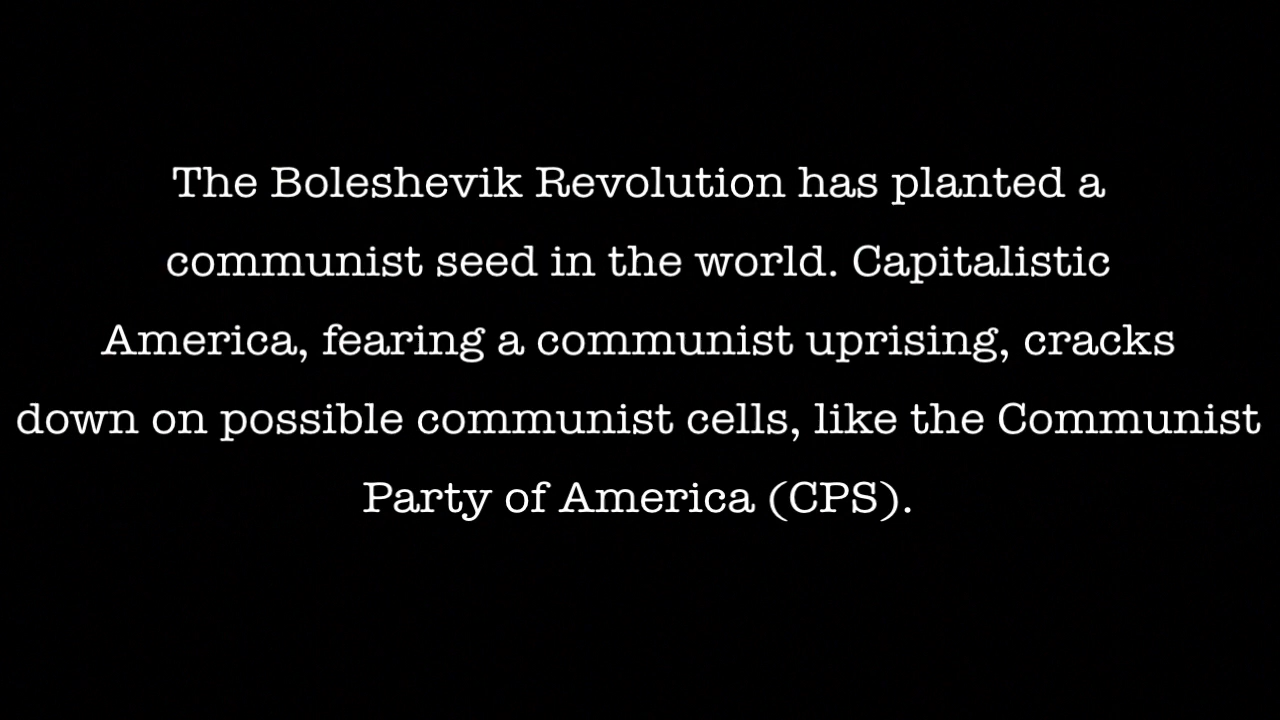 The Boleshevik Revolution has planted a
communist seed in the world. Capitalistic
America, fearing a communist uprising, cracks
down on possible communist cells, like the Communist
Party of America (CPS).